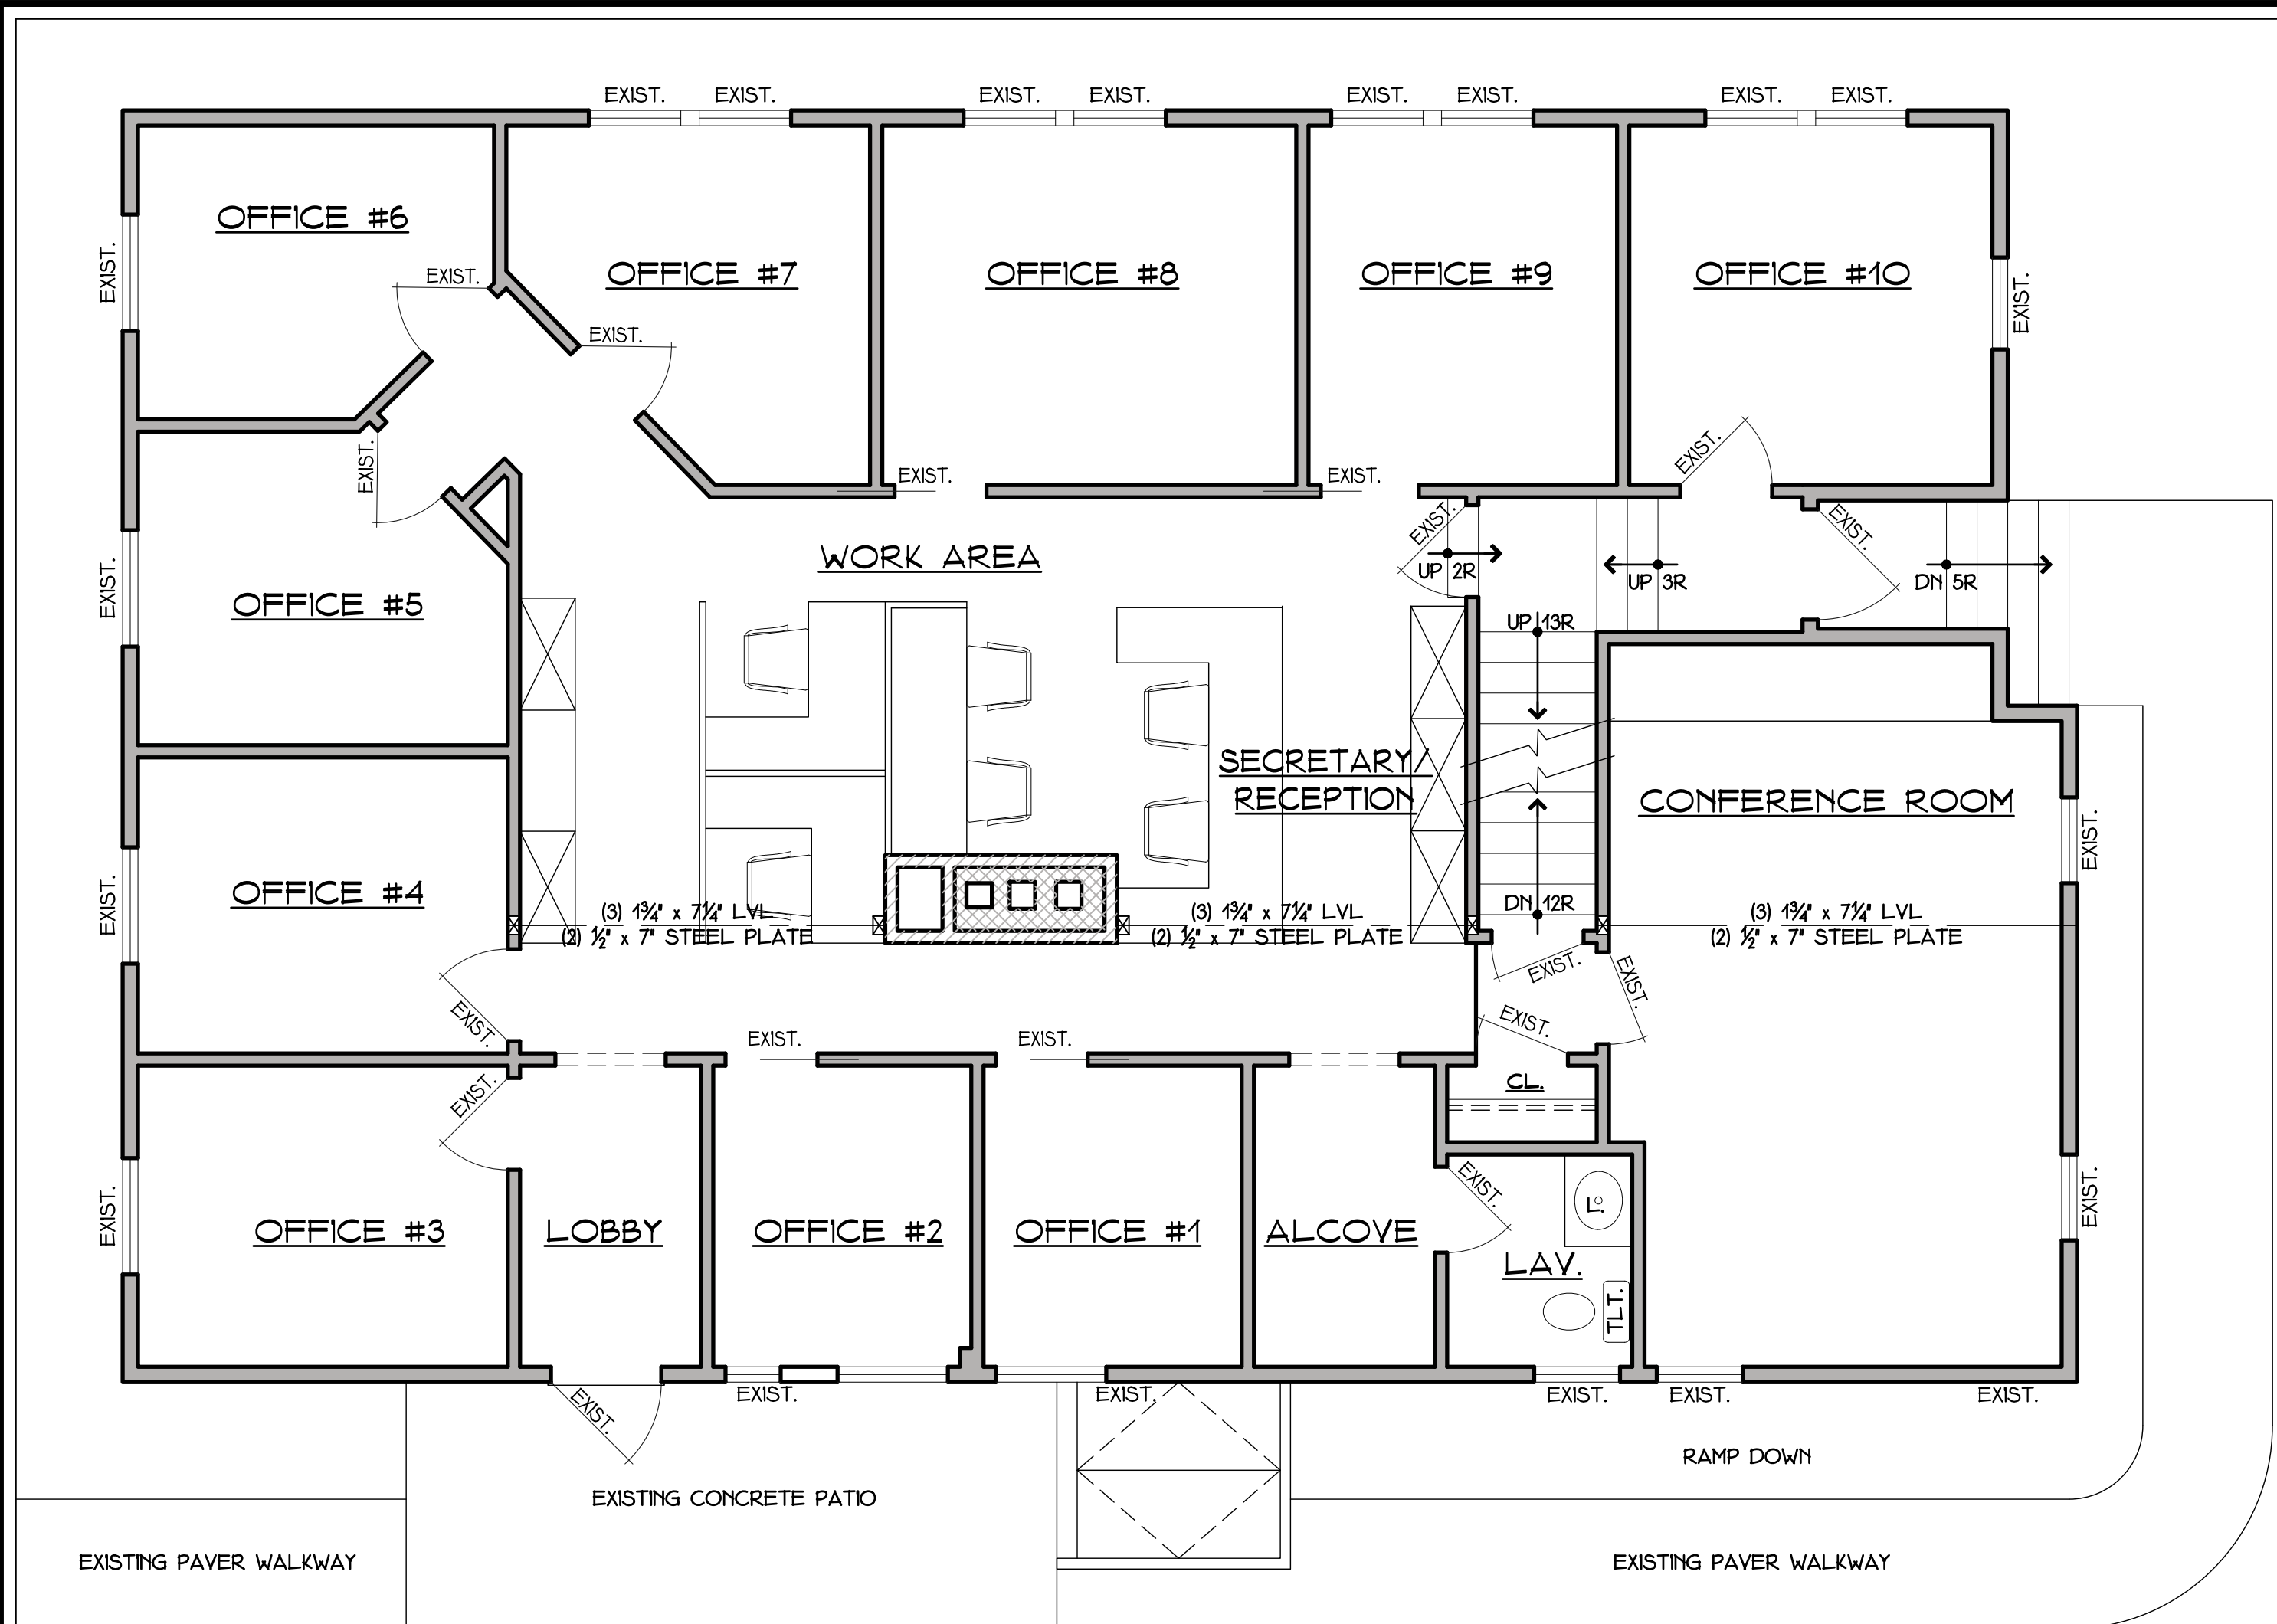 EXIST. EXIST. EXIST. EXIST. EXIST. EXIST. EXIST. EXIST.
OFFICE #6
EXIST.
EXIST.
OFFICE #7
OFFICE #8
OFFICE #9
OFFICE #10
EXIST.
EXIST.
EXIST.
EXIST.
EXIST.
EXIST.
EXIST.
EXIST.
EXIST.
WORK AREA
UP 2R
UP 3R
DN 5R
EXIST.
OFFICE #5
UP 13R
SECRETARY/
RECEPTION
CONFERENCE ROOM
EXIST.
OFFICE #4
EXIST.
DN 12R
(3) 1¾" x 7¼" LVL
(2) ½" x 7" STEEL PLATE
(3) 1¾" x 7¼" LVL
(2) ½" x 7" STEEL PLATE
(3) 1¾" x 7¼" LVL
(2) ½" x 7" STEEL PLATE
EXIST.
EXIST.
EXIST.
EXIST.
EXIST.
EXIST.
EXIST.
CL.
EXIST.
EXIST.
L.
EXIST.
EXIST.
OFFICE #3
LOBBY
OFFICE #2
OFFICE #1
ALCOVE
LAV.
TLT.
EXIST.
EXIST.
EXIST.
EXIST.
EXIST.
EXIST.
RAMP DOWN
EXISTING CONCRETE PATIO
EXISTING PAVER WALKWAY
EXISTING PAVER WALKWAY